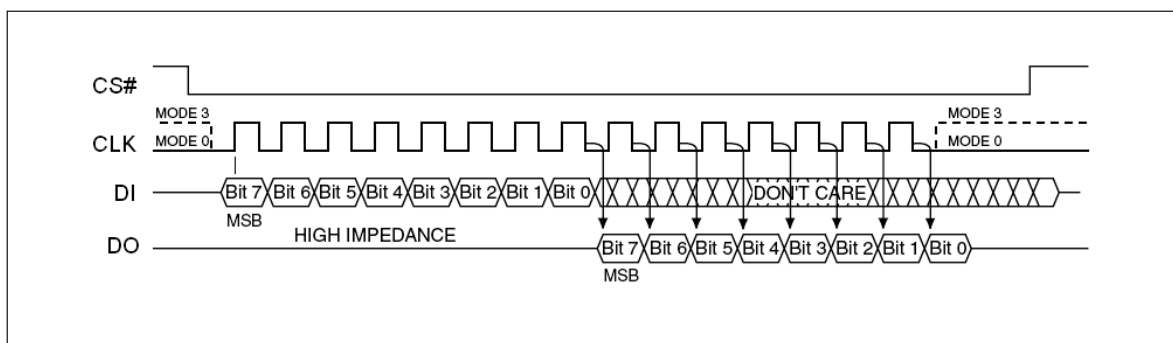 CS#
MODE 3
MODE 3
CLK
MODE 0
MODE 0
DI
Bit 7 Bit 6 Bit 5 Bit 4 Bit 3 Bit 2 Bit 1 Bit 0 DON'T CARE
MSB
HIGH IMPEDANCE
DO
Bit 7 Bit 6 Bit 5 Bit 4 Bit 3 Bit 2 Bit 1 Bit 0
MSB